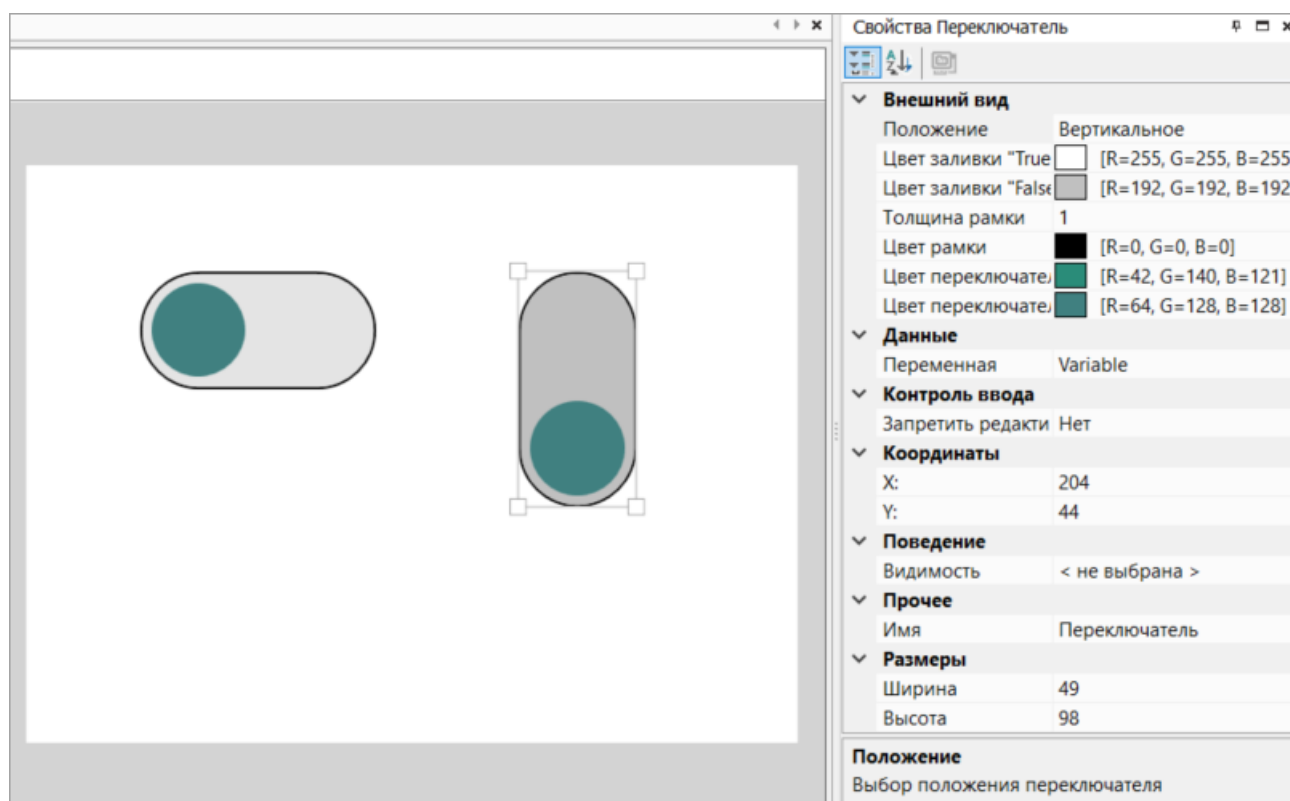 Свойства Переключатель
Внешний вид
Положение Вертикальное
Цвет заливки "True [R=255, G=255, B=255
Цвет заливки "False [R=192, G=192, B=192
Толщина рамки 1
Цвет рамки [R=0, G=0, B=0]
Цвет переключате [R=42, G=140, B=121]
Цвет переключате [R=64, G=128, B=128]
Данные
Переменная Variable
Контроль ввода
Запретить редакти Нет
Координаты
X: 204
Y: 44
Поведение
Видимость < не выбрана >
Прочее
Имя Переключатель
Размеры
Ширина 49
Высота 98
Положение
Выбор положения переключателя